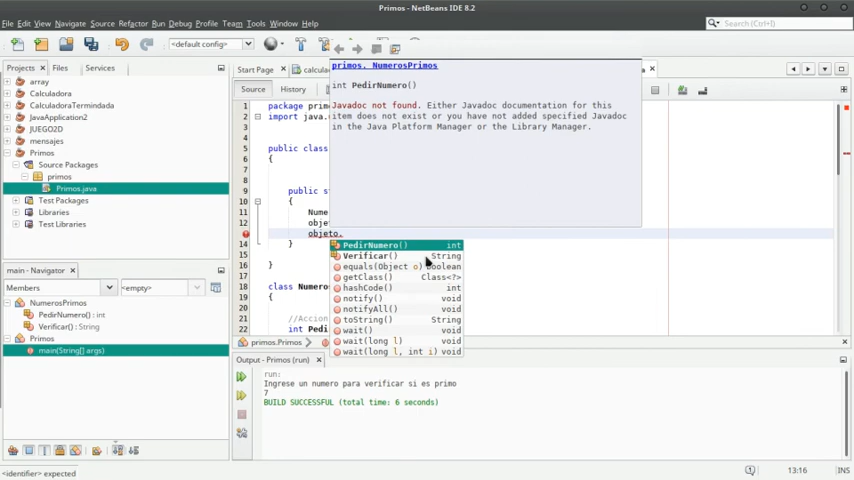 Primos - NetBeans IDE 8.2
File Edit View Navigate Source Refactor Run Debug Profile Team Tools Window Help
Search (Ctrl+I)
<default config>
Projects Files Services
Start Page
Source History
array
Calculadora
CalculadoraTermindada
JavaApplication2
JUEGO2D
mensajes
Primos
Source Packages
primos
Primos.java
Test Packages
Libraries
Test Libraries
main - Navigator
Members <empty>
NumerosPrimos
PedirNumero() : int
Verificar() : String
Primos
main(String[] args)
primos. NumerosPrimos
int PedirNumero()
Javadoc not found. Either Javadoc documentation for this
item does not exist or you have not added specified Javadoc
in the Java Platform Manager or the Library Manager.
1 package prim
2 import java.
3
4
5 public class
6 {
7
8
9 public s
10 {
11 Nume
12 obje
13 objeto.
14 }
15
16 }
17
18 class Numero
19 {
20
21 //Accion
22 int Pedi
PedirNumero() int
Verificar() String
equals(Object o) boolean
getClass() Class<?>
hashCode() int
notify() void
notifyAll() void
toString() String
wait() void
wait(long l) void
wait(long l, int i) void
primos.Primos
Output - Primos (run)
run:
Ingrese un numero para verificar si es primo
7
BUILD SUCCESSFUL (total time: 6 seconds)
<identifier> expected
13:16 INS